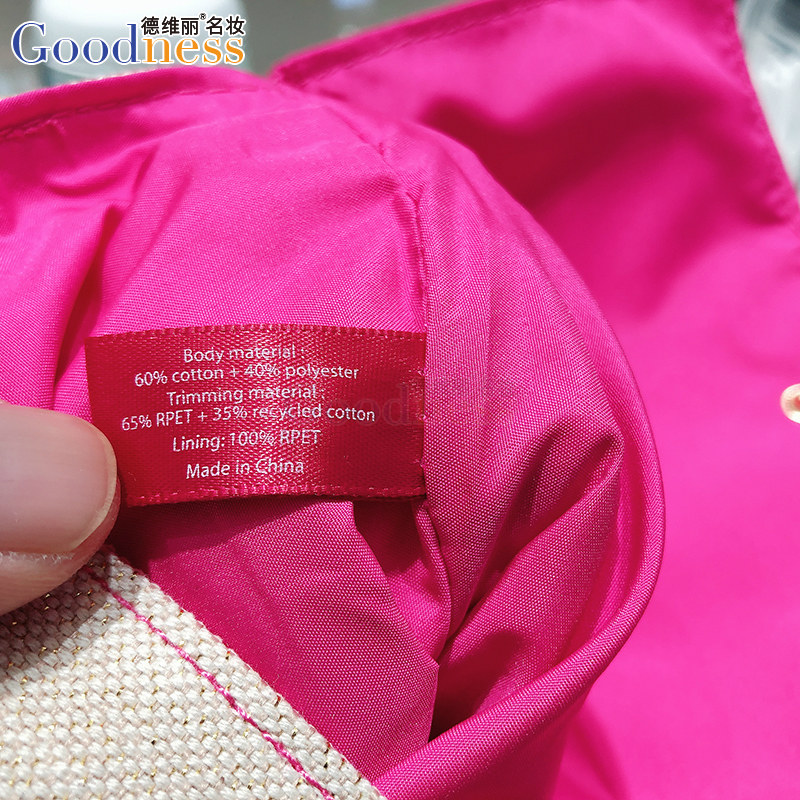 德维丽®名妆
Goodness
Body material :
60% cotton + 40% polyester
Trimming material :
65% RPET + 35% recycled cotton
Lining: 100% RPET
Made in China
Goodness